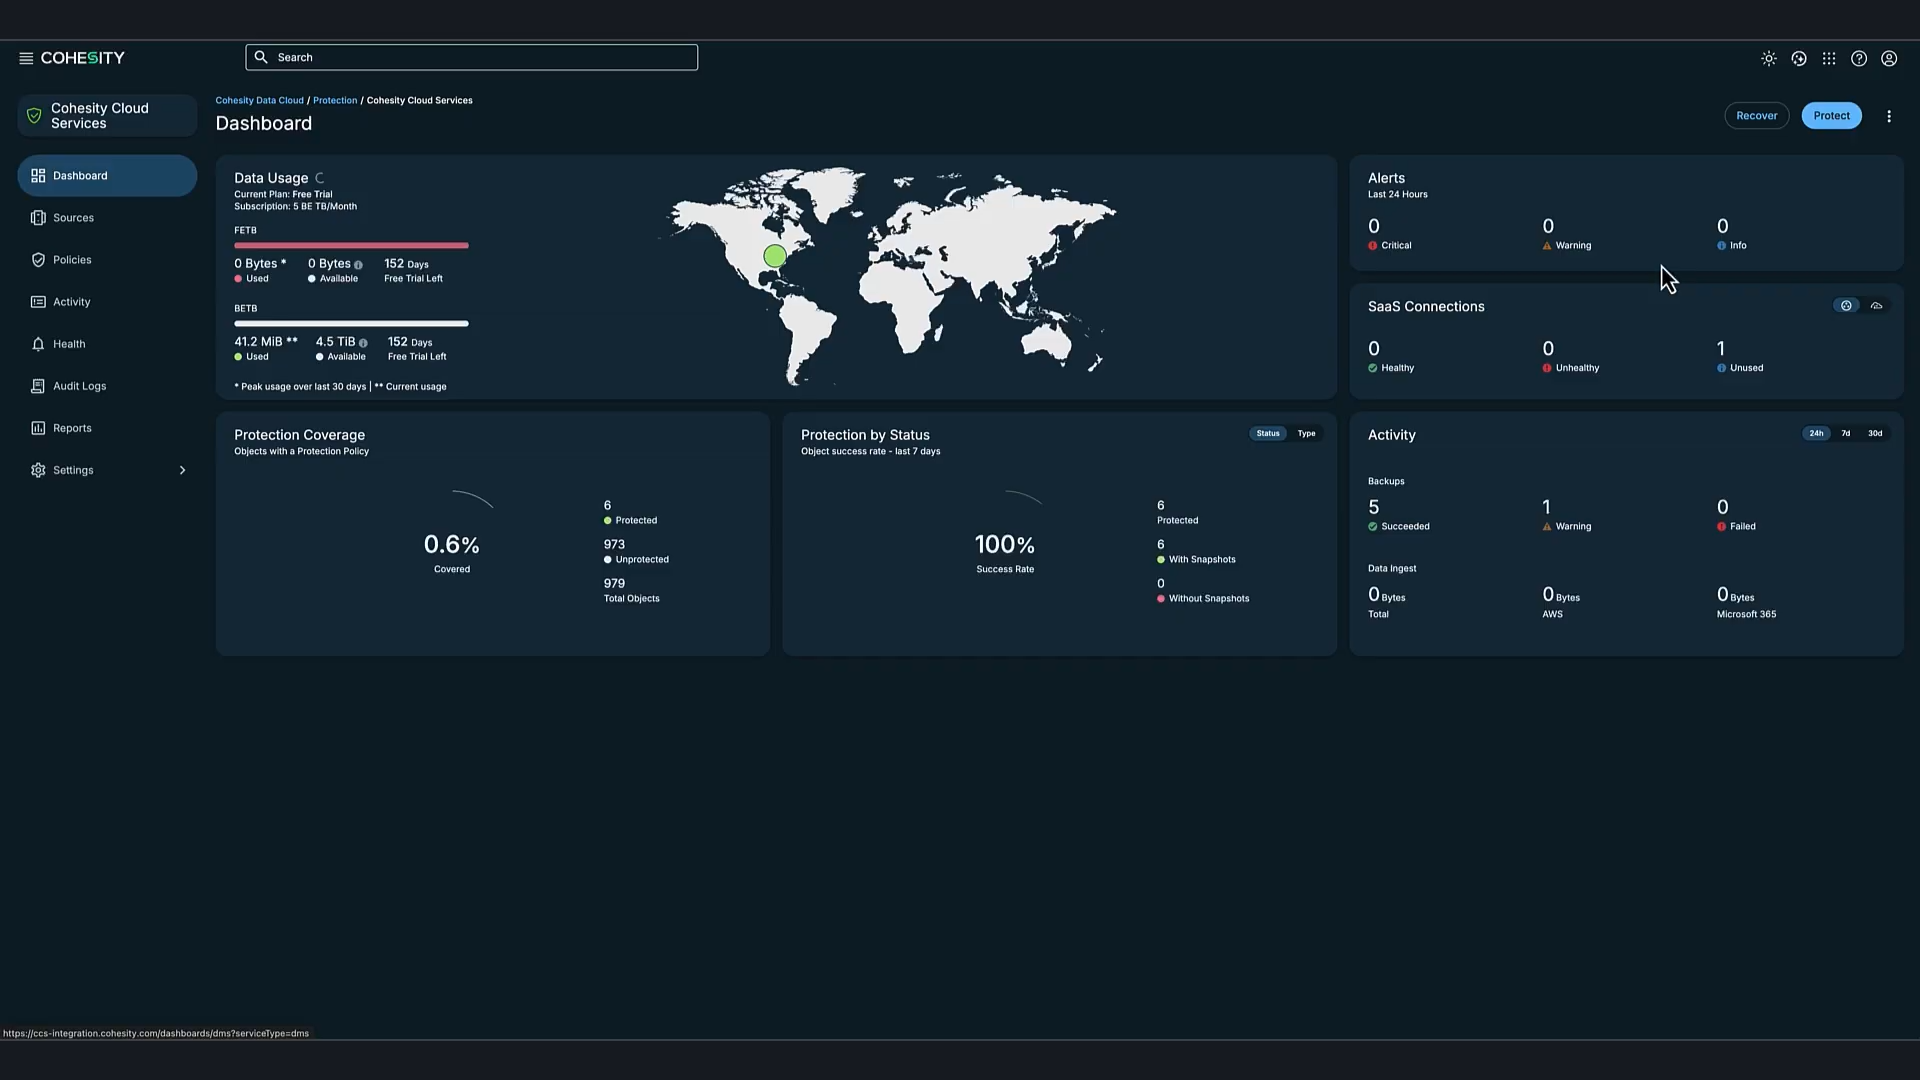 COHESITY
Search
Cohesity Cloud
Services
Cohesity Data Cloud / Protection / Cohesity Cloud Services
Dashboard
Recover
Protect
Dashboard
Sources
Policies
Activity
Health
Audit Logs
Reports
Settings
Data Usage
Current Plan: Free Trial
Subscription: 5 BE TB/Month
FETB
0 Bytes * 0 Bytes 152 Days
Used Available Free Trial Left
BETB
41.2 MiB ** 4.5 TiB 152 Days
Used Available Free Trial Left
* Peak usage over last 30 days | ** Current usage
Alerts
Last 24 Hours
0 0 0
Critical Warning Info
SaaS Connections
0 0 1
Healthy Unhealthy Unused
Protection Coverage
Objects with a Protection Policy
0.6%
Covered
6
Protected
973
Unprotected
979
Total Objects
Protection by Status
Object success rate - last 7 days
Status Type
100%
Success Rate
6
Protected
6
With Snapshots
0
Without Snapshots
Activity
24h 7d 30d
Backups
5 1 0
Succeeded Warning Failed
Data Ingest
0 Bytes 0 Bytes 0 Bytes
Total AWS Microsoft 365
https://ccs-integration.cohesity.com/dashboards/dms?serviceType=dms